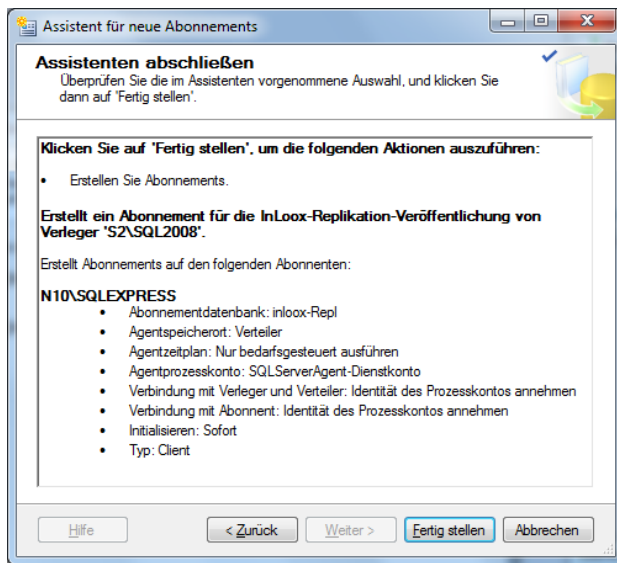 Assistent für neue Abonnements
Assistenten abschließen
Überprüfen Sie die im Assistenten vorgenommene Auswahl, und klicken Sie
dann auf 'Fertig stellen'.
Klicken Sie auf 'Fertig stellen', um die folgenden Aktionen auszuführen:
• Erstellen Sie Abonnements.
Erstellt ein Abonnement für die InLoox-Replikation-Veröffentlichung von
Verleger 'S2\SQL2008'.
Erstellt Abonnements auf den folgenden Abonnenten:
N10\SQLEXPRESS
• Abonnementdatenbank: inloox-Repl
• Agentspeicherort: Verteiler
• Agentzeitplan: Nur bedarfsgesteuert ausführen
• Agentprozesskonto: SQLServerAgent-Dienstkonto
• Verbindung mit Verleger und Verteiler: Identität des Prozesskontos annehmen
• Verbindung mit Abonnent: Identität des Prozesskontos annehmen
• Initialisieren: Sofort
• Typ: Client
Hilfe < Zurück Weiter > Fertig stellen Abbrechen